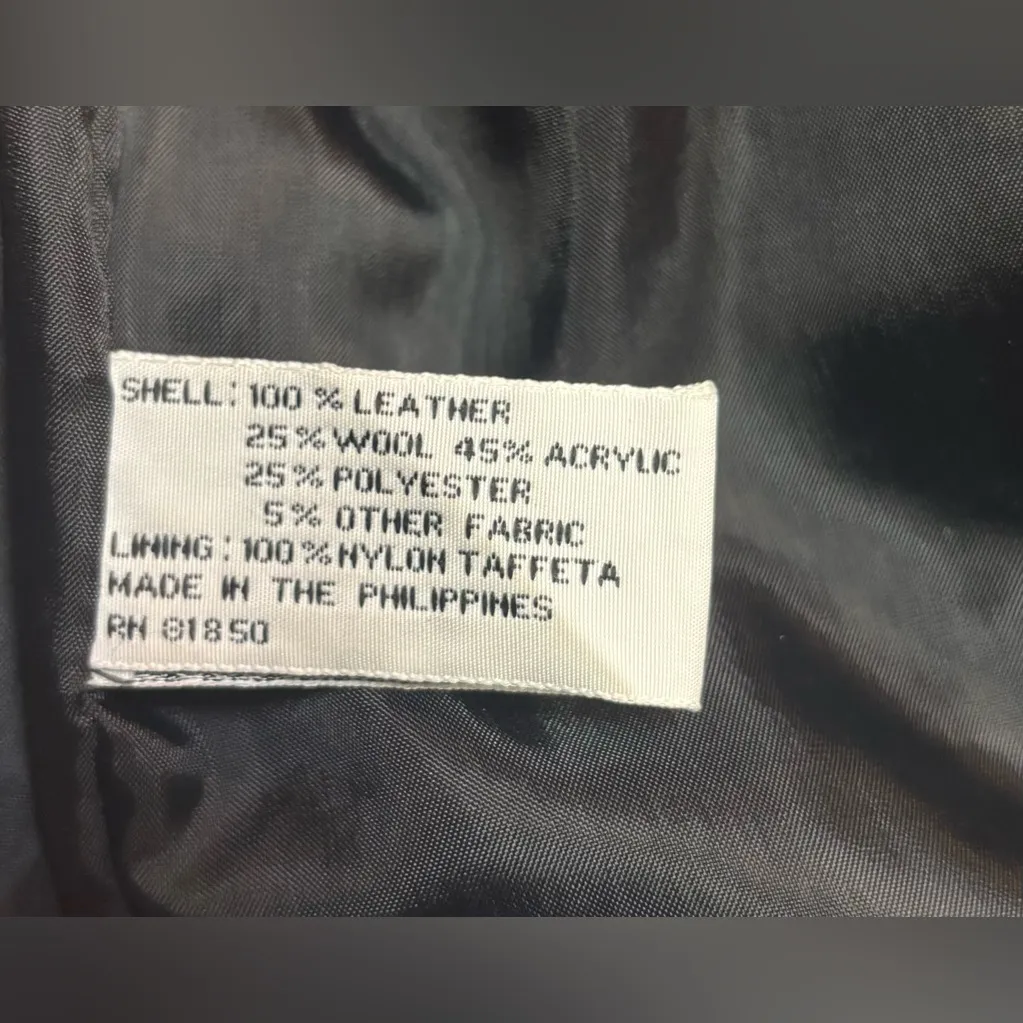 SHELL: 100 % LEATHER
25 % WOOL 45% ACRYLIC
25 % POLYESTER
5% OTHER FABRIC
LINING : 100 % NYLON TAFFETA
MADE IN THE PHILIPPINES
RN 81850